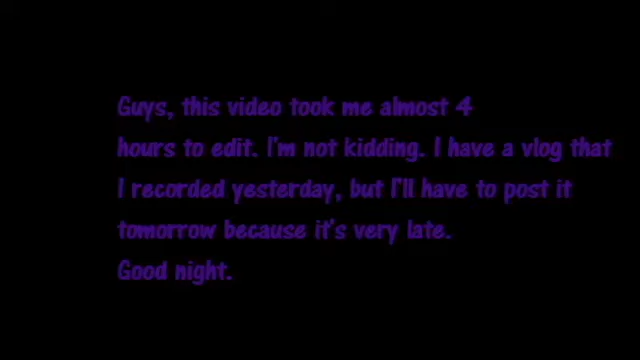 Guys, this video took me almost 4
hours to edit. I'm not kidding. I have a vlog that
I recorded yesterday, but I'll have to post it
tomorrow because it's very late.
Good night.